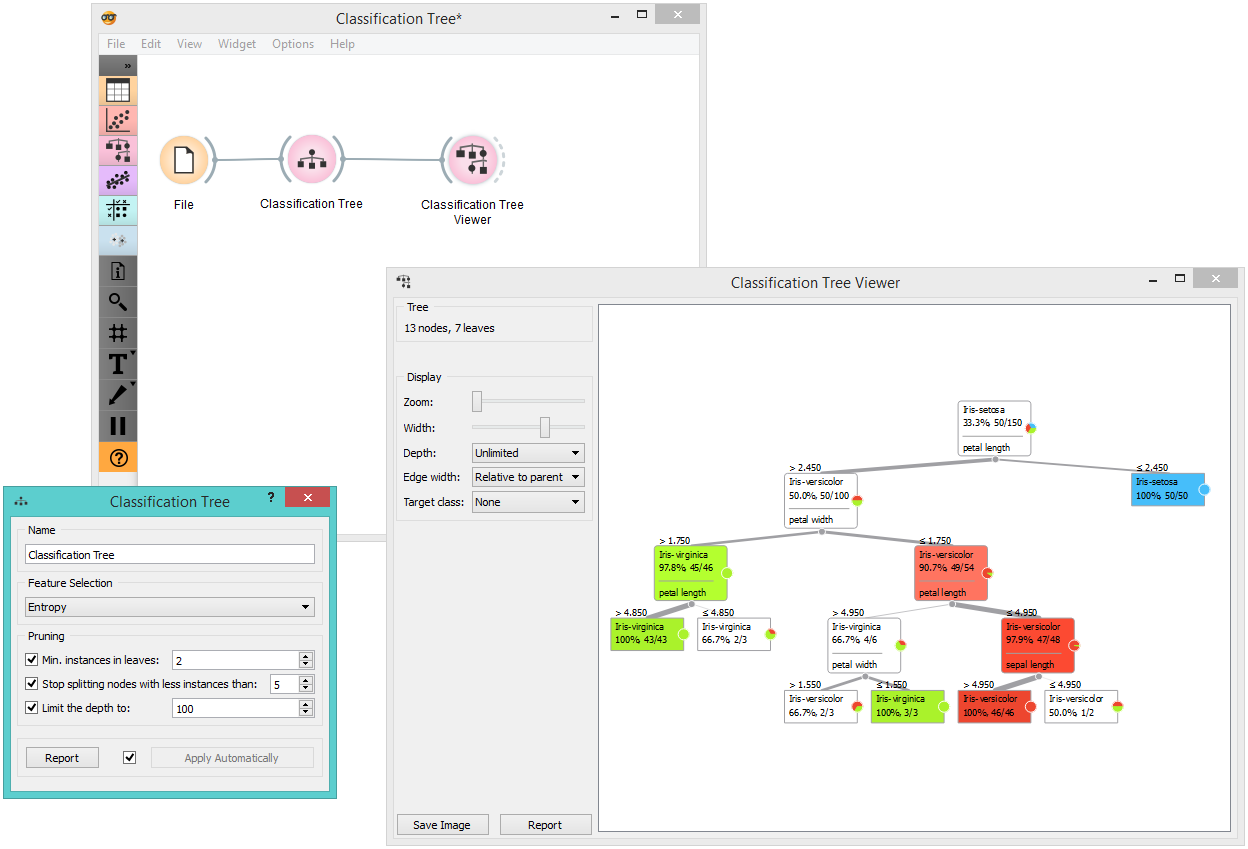 Classification Tree*
File Edit View Widget Options Help
»
File
Classification Tree
Classification Tree
Viewer
Classification Tree Viewer
Tree
13 nodes, 7 leaves
Display
Zoom:
Width:
Depth: Unlimited
Edge width: Relative to parent
Target class: None
Save Image Report
Iris-setosa
33.3%, 50/150
petal length
> 2.450
Iris-versicolor
50.0%, 50/100
petal width
≤ 2.450
Iris-setosa
100%, 50/50
> 1.750
Iris-virginica
97.8%, 45/46
petal length
≤ 1.750
Iris-versicolor
90.7%, 49/54
petal length
> 4.850
Iris-virginica
100%, 43/43
≤ 4.850
Iris-virginica
66.7%, 2/3
> 4.950
Iris-virginica
66.7%, 4/6
petal width
≤ 4.950
Iris-versicolor
97.9%, 47/48
sepal length
> 1.550
Iris-versicolor
66.7%, 2/3
≤ 1.550
Iris-virginica
100%, 3/3
> 4.950
Iris-versicolor
100%, 46/46
≤ 4.950
Iris-versicolor
50.0%, 1/2
Classification Tree ?
Name
Classification Tree
Feature Selection
Entropy
Pruning
Min. instances in leaves: 2
Stop splitting nodes with less instances than: 5
Limit the depth to: 100
Report Apply Automatically